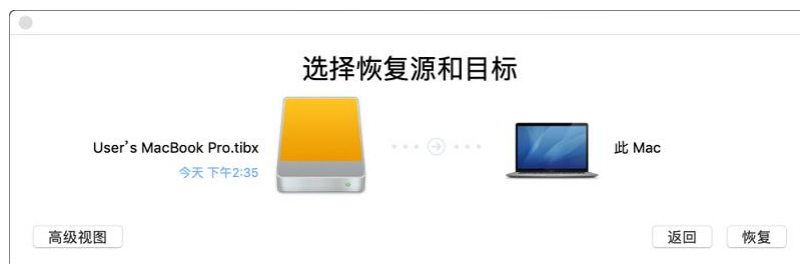 选择恢复源和目标
User’s MacBook Pro.tibx
今天 下午2:35
此 Mac
高级视图
返回
恢复